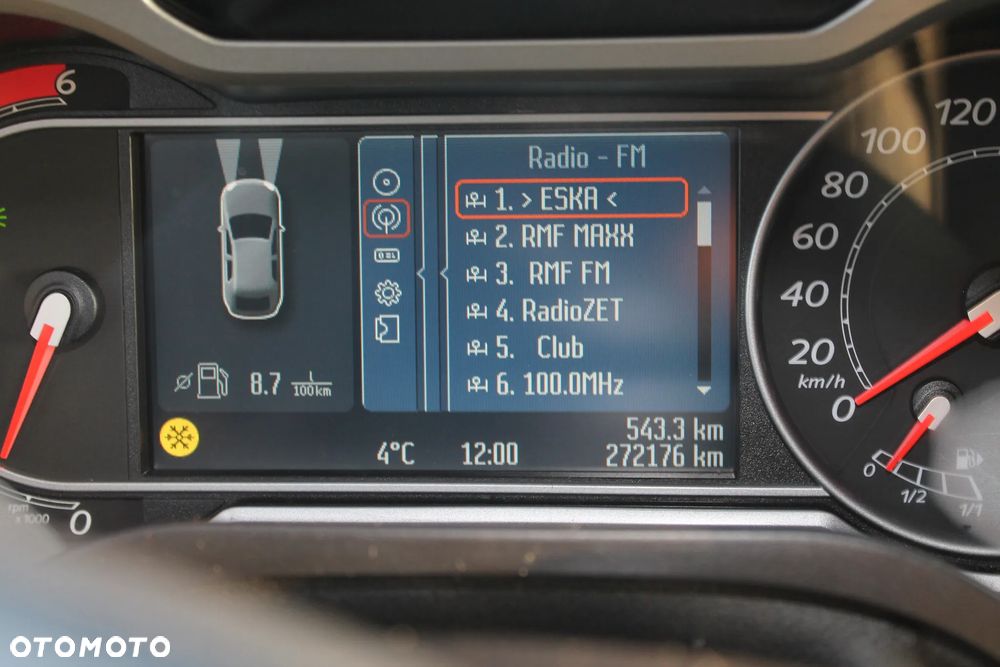 6
Radio - FM
1. > ESKA <
2. RMF MAXX
3. RMF FM
4. RadioZET
5. Club
6. 100.0MHz
8.7 L/100km
543.3 km
4°C 12:00 272176 km
rpm
x 1000
0
120
100
80
60
40
20
km/h
0
0
1/2
1/1
OTOMOTO